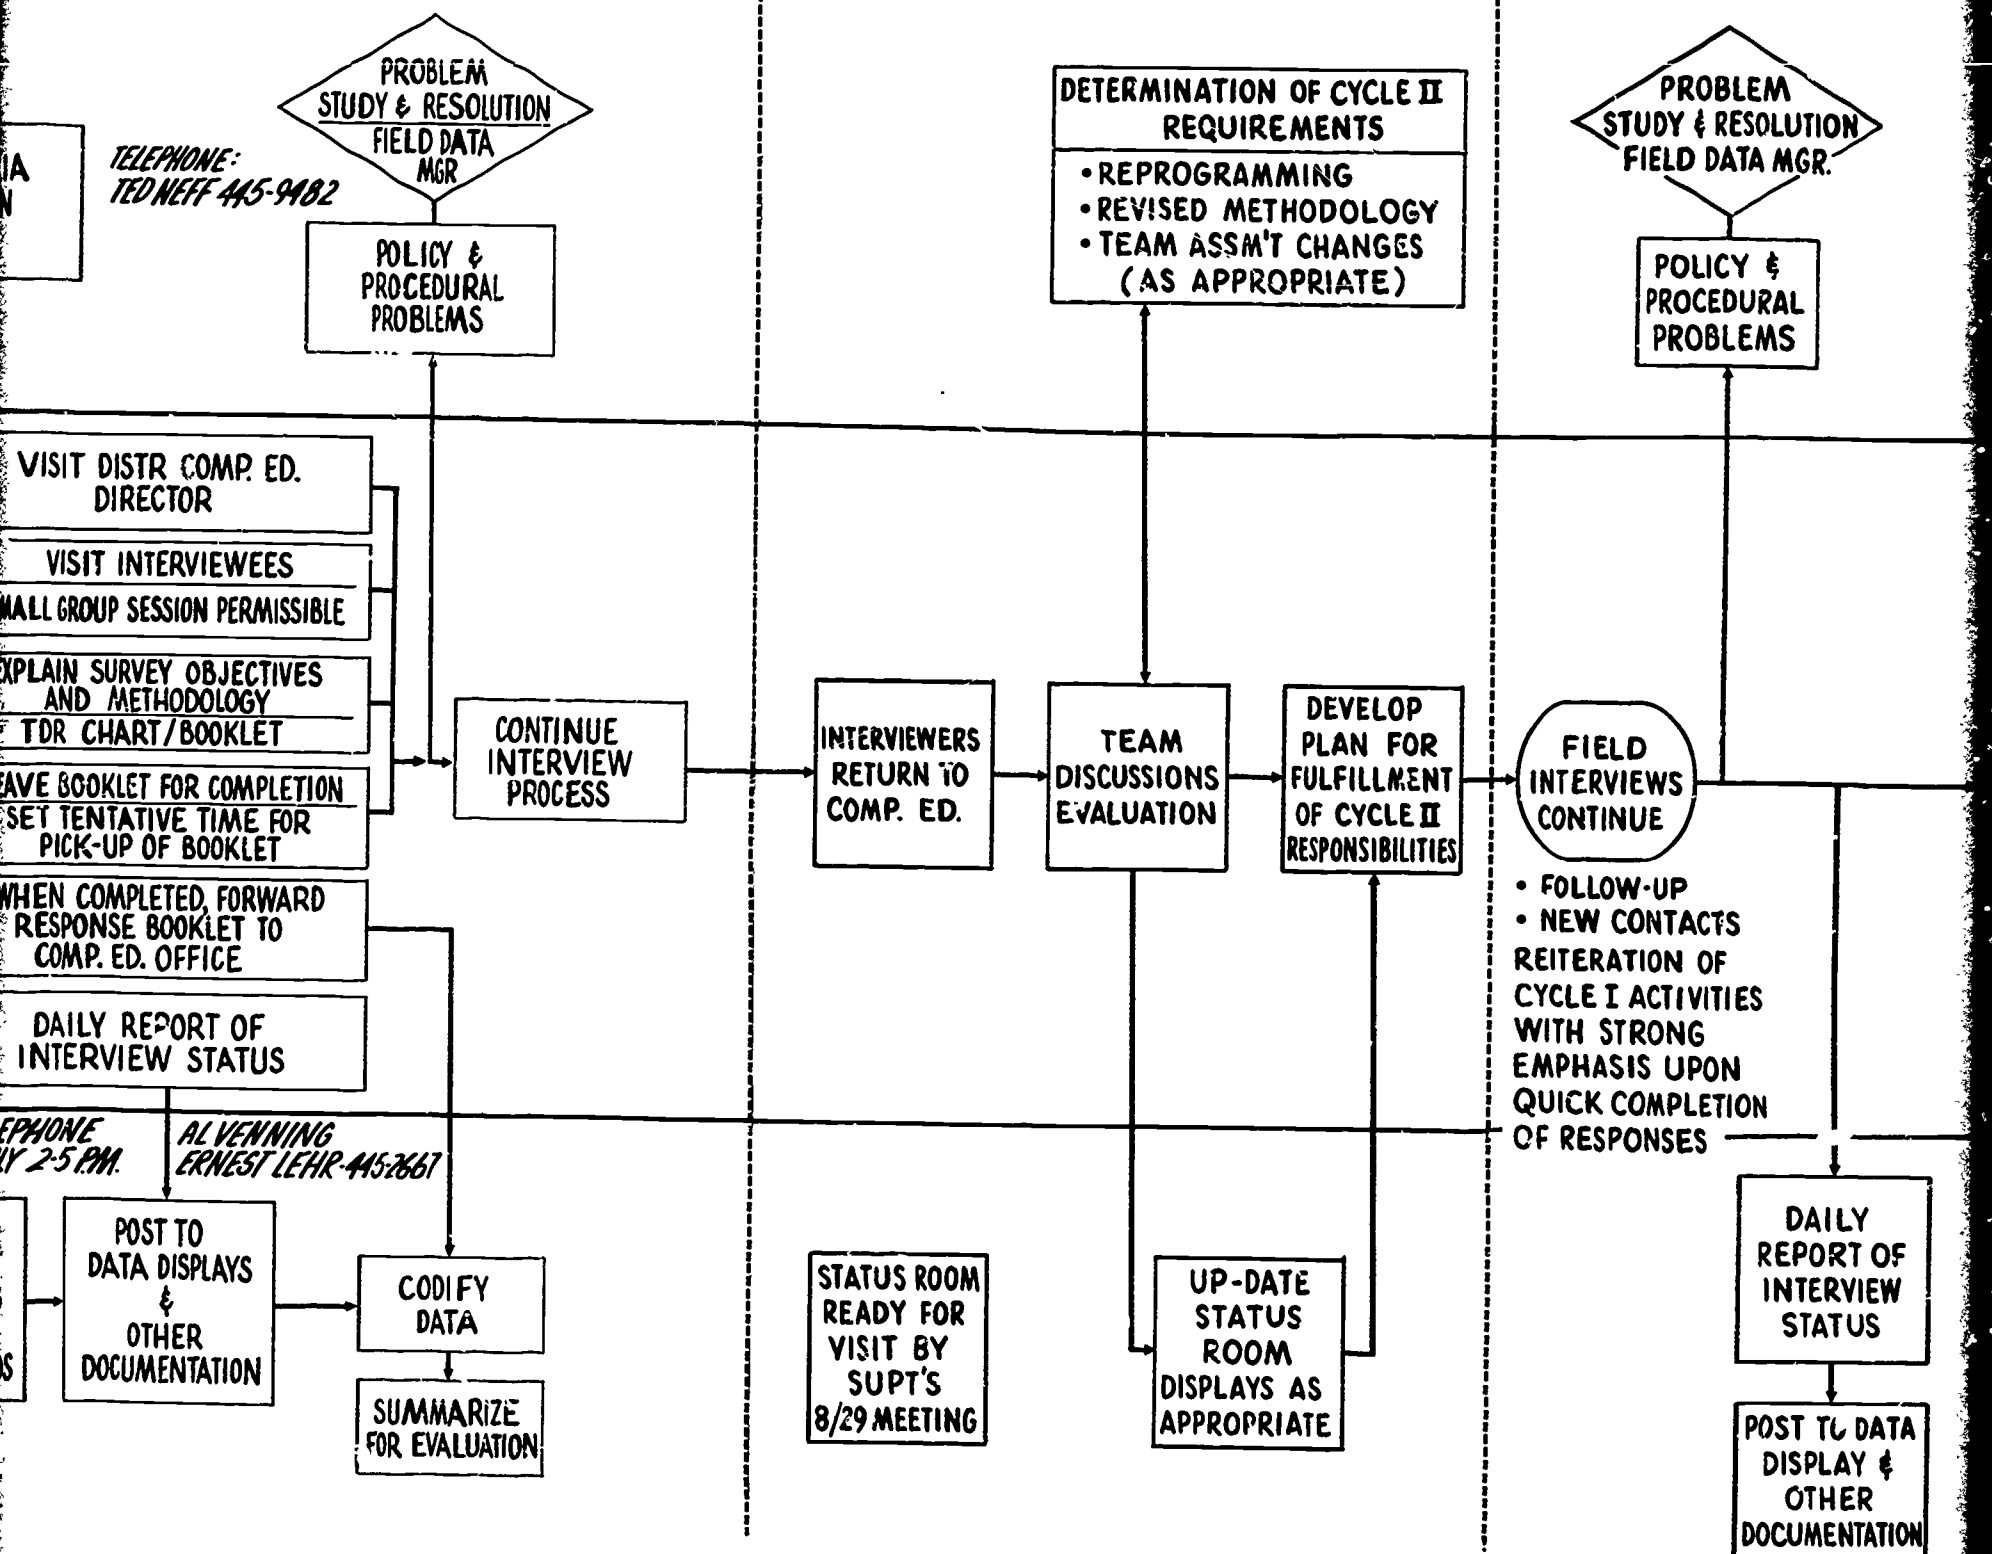 PROBLEM
STUDY & RESOLUTION
FIELD DATA
MGR
TELEPHONE:
TED NEFF 445-9482
POLICY &
PROCEDURAL
PROBLEMS
DETERMINATION OF CYCLE II
REQUIREMENTS
• REPROGRAMMING
• REVISED METHODOLOGY
• TEAM ASSM'T CHANGES
(AS APPROPRIATE)
PROBLEM
STUDY & RESOLUTION
FIELD DATA MGR.
POLICY &
PROCEDURAL
PROBLEMS
VISIT DISTR COMP. ED.
DIRECTOR
VISIT INTERVIEWEES
MALL GROUP SESSION PERMISSIBLE
XPLAIN SURVEY OBJECTIVES
AND METHODOLOGY
TDR CHART/BOOKLET
EAVE BOOKLET FOR COMPLETION
SET TENTATIVE TIME FOR
PICK-UP OF BOOKLET
WHEN COMPLETED, FORWARD
RESPONSE BOOKLET TO
COMP. ED. OFFICE
DAILY REPORT OF
INTERVIEW STATUS
CONTINUE
INTERVIEW
PROCESS
INTERVIEWERS
RETURN TO
COMP. ED.
TEAM
DISCUSSIONS
EVALUATION
DEVELOP
PLAN FOR
FULFILLMENT
OF CYCLE II
RESPONSIBILITIES
FIELD
INTERVIEWS
CONTINUE
• FOLLOW-UP
• NEW CONTACTS
REITERATION OF
CYCLE I ACTIVITIES
WITH STRONG
EMPHASIS UPON
QUICK COMPLETION
OF RESPONSES
EPHONE
LY 2-5 P.M.
AL VENNING
ERNEST LEHR-445-2667
POST TO
DATA DISPLAYS
&
OTHER
DOCUMENTATION
CODIFY
DATA
SUMMARIZE
FOR EVALUATION
STATUS ROOM
READY FOR
VISIT BY
SUPT'S
8/29 MEETING
UP-DATE
STATUS
ROOM
DISPLAYS AS
APPROPRIATE
DAILY
REPORT OF
INTERVIEW
STATUS
POST TO DATA
DISPLAY &
OTHER
DOCUMENTATION